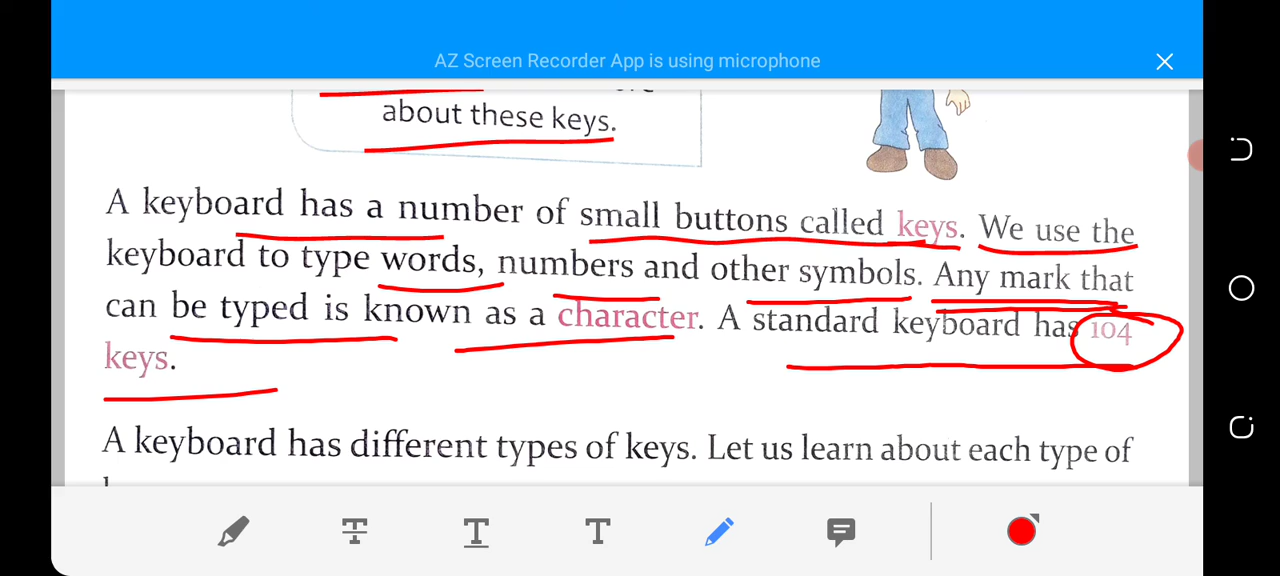 AZ Screen Recorder App is using microphone
about these keys.
A keyboard has a number of small buttons called keys. We use the
keyboard to type words, numbers and other symbols. Any mark that
can be typed is known as a character. A standard keyboard has 104
keys.
A keyboard has different types of keys. Let us learn about each type of